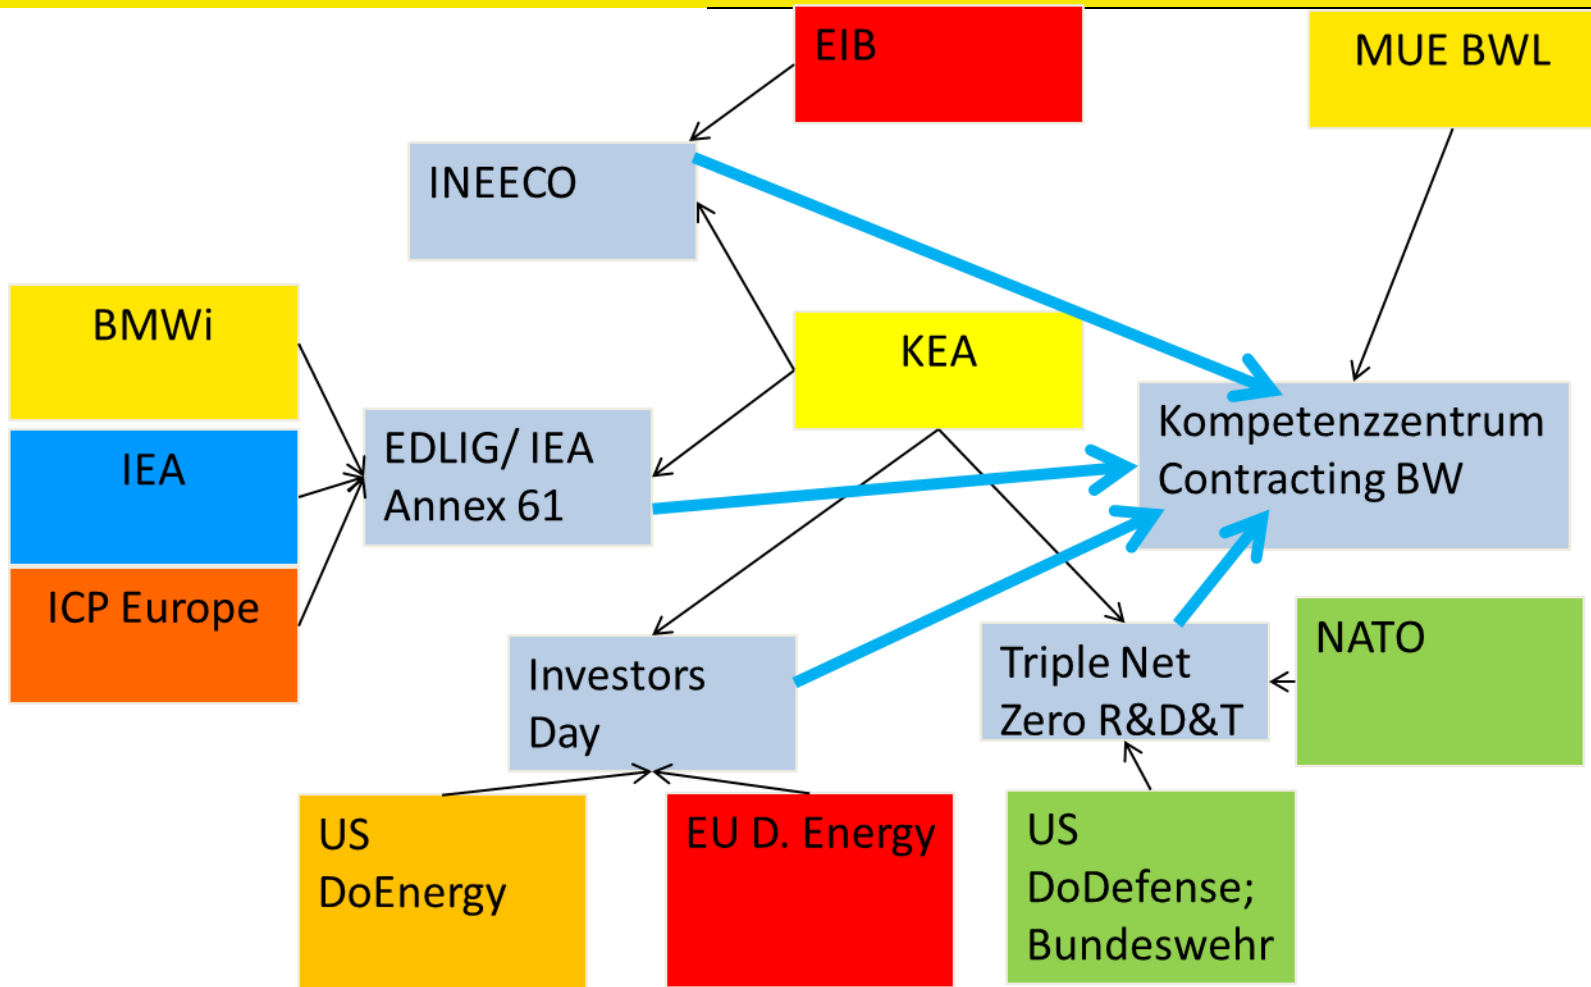 EIB
MUE BWL
INEECO
BMWi
KEA
IEA
EDLIG/ IEA
Annex 61
Kompetenzzentrum
Contracting BW
ICP Europe
Investors
Day
Triple Net
Zero R&D&T
NATO
US
DoEnergy
EU D. Energy
US
DoDefense;
Bundeswehr